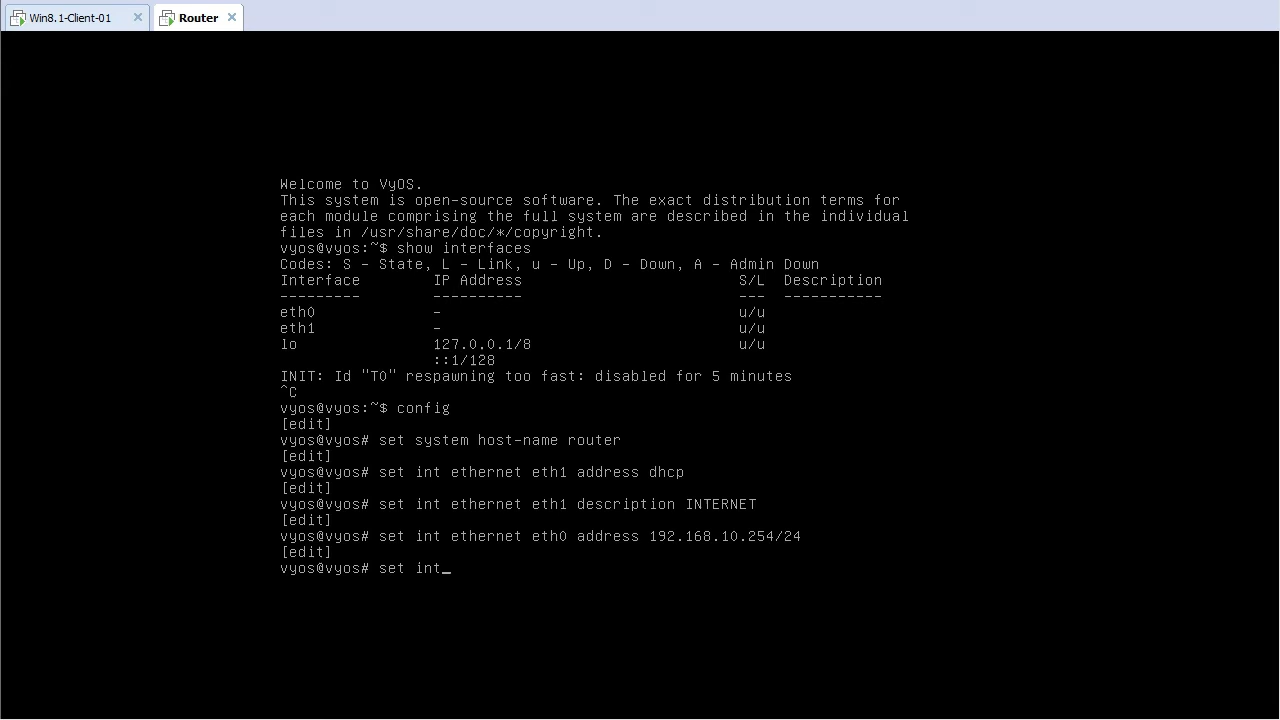 Win8.1-Client-01
Router
Welcome to VyOS.
This system is open-source software. The exact distribution terms for
each module comprising the full system are described in the individual
files in /usr/share/doc/*/copyright.
vyos@vyos:~$ show interfaces
Codes: S - State, L - Link, u - Up, D - Down, A - Admin Down
Interface        IP Address                        S/L  Description
---------        ----------                        ---  -----------
eth0             -                                 u/u
eth1             -                                 u/u
lo               127.0.0.1/8                       u/u
                 ::1/128
INIT: Id "T0" respawning too fast: disabled for 5 minutes
^C
vyos@vyos:~$ config
[edit]
vyos@vyos# set system host-name router
[edit]
vyos@vyos# set int ethernet eth1 address dhcp
[edit]
vyos@vyos# set int ethernet eth1 description INTERNET
[edit]
vyos@vyos# set int ethernet eth0 address 192.168.10.254/24
[edit]
vyos@vyos# set int_